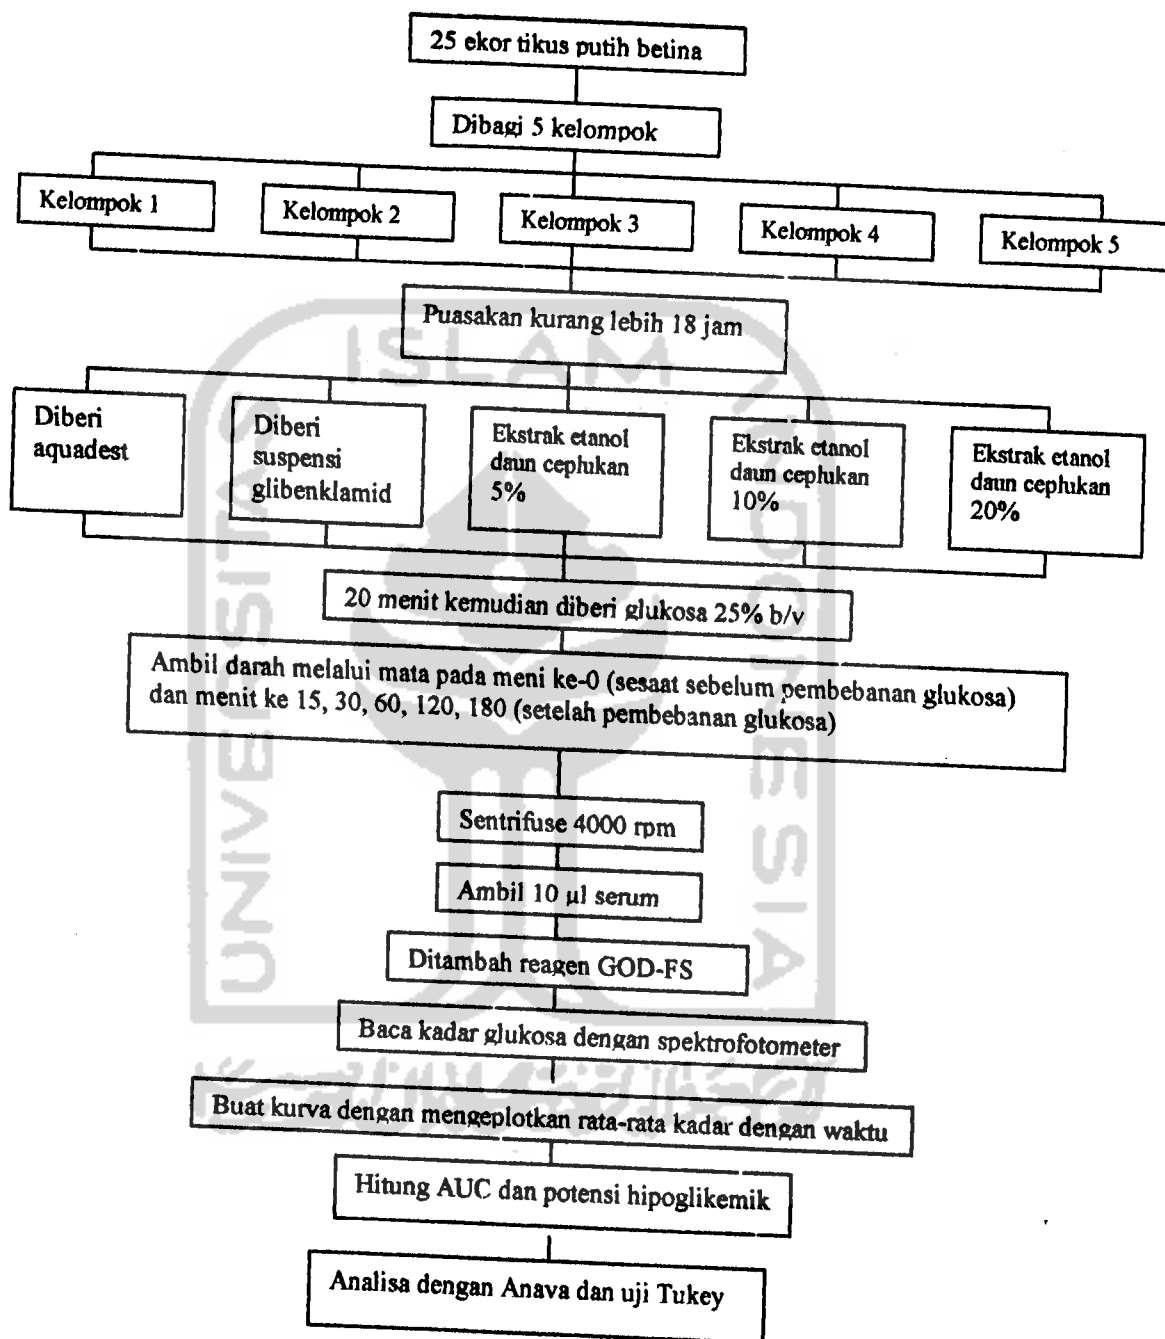 25 ekor tikus putih betina
Dibagi 5 kelompok
Kelompok 1
Kelompok 2
Kelompok 3
Kelompok 4
Kelompok 5
Puasakan kurang lebih 18 jam
Diberi
aquadest
Diberi
suspensi
glibenklamid
Ekstrak etanol
daun ceplukan
5%
Ekstrak etanol
daun ceplukan
10%
Ekstrak etanol
daun ceplukan
20%
20 menit kemudian diberi glukosa 25% b/v
Ambil darah melalui mata pada meni ke-0 (sesaat sebelum pembebanan glukosa)
dan menit ke 15, 30, 60, 120, 180 (setelah pembebanan glukosa)
Sentrifuse 4000 rpm
Ambil 10 µl serum
Ditambah reagen GOD-FS
Baca kadar glukosa dengan spektrofotometer
Buat kurva dengan mengeplotkan rata-rata kadar dengan waktu
Hitung AUC dan potensi hipoglikemik
Analisa dengan Anava dan uji Tukey
UNIVERSITAS
ISLAM
INDONESIA